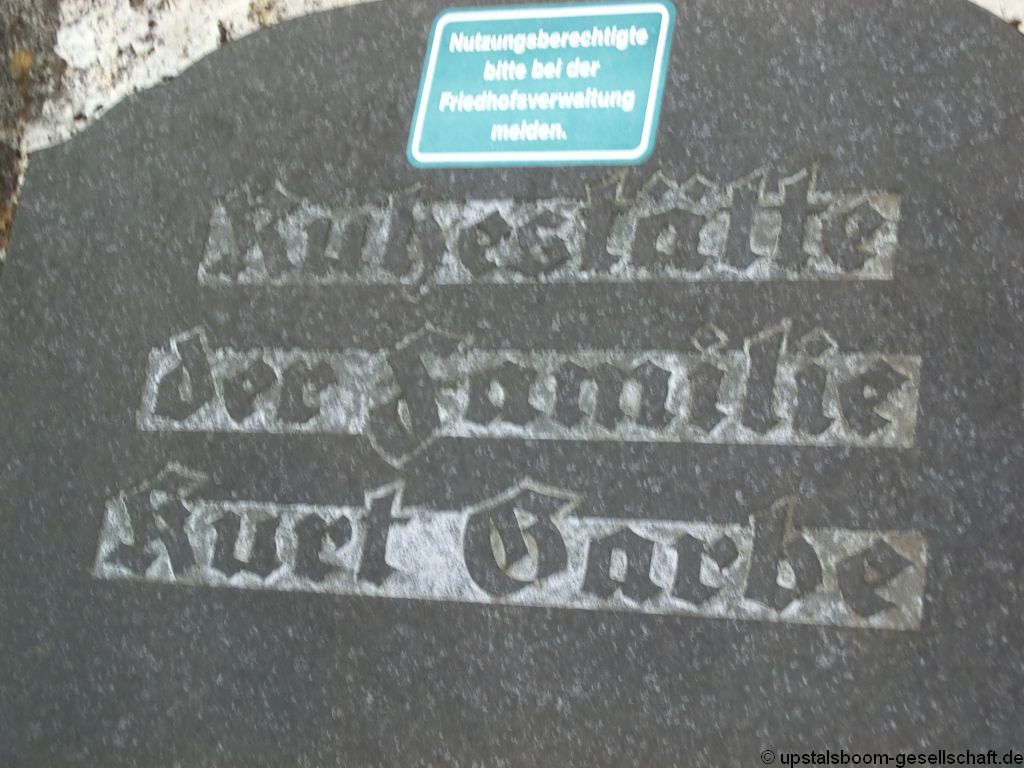 Nutzungsberechtigte
bitte bei der
Friedhofsverwaltung
melden.
Ruhestätte
der Familie
Kurt Garbe
© upstalsboom-gesellschaft.de